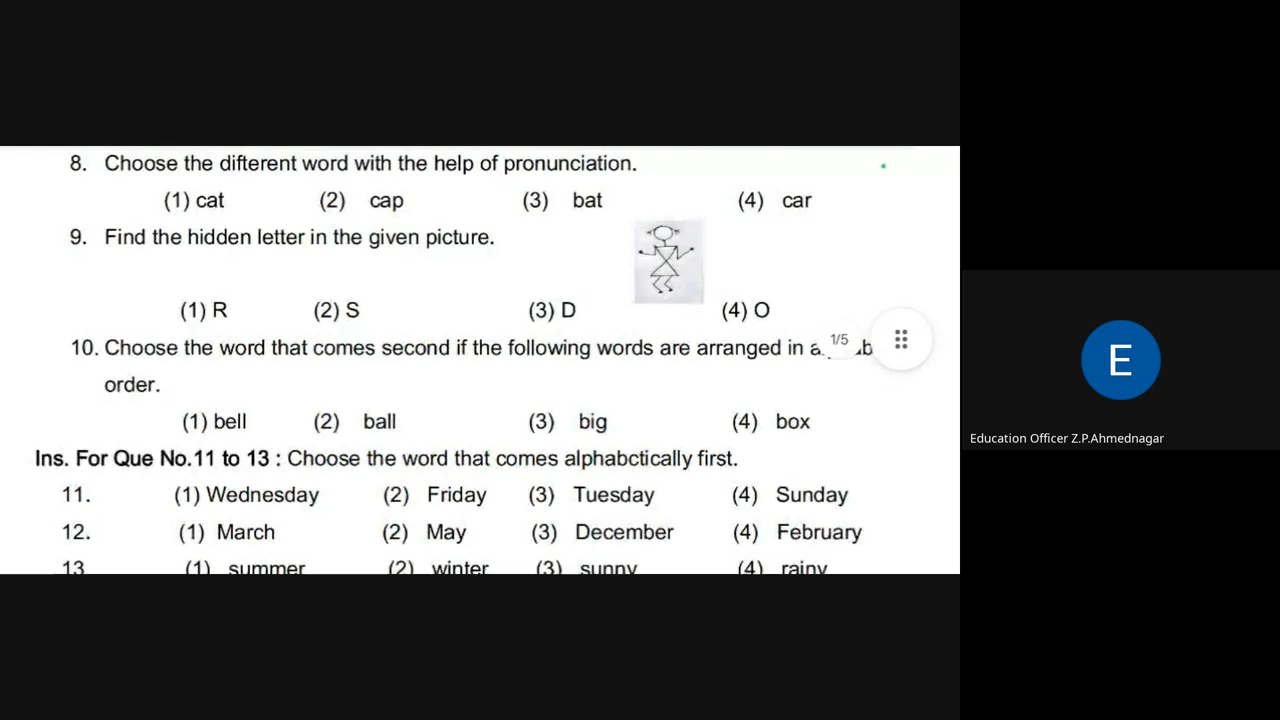 8. Choose the different word with the help of pronunciation.
(1) cat (2) cap (3) bat (4) car
9. Find the hidden letter in the given picture.
(1) R (2) S (3) D (4) O
10. Choose the word that comes second if the following words are arranged in
order.
1/5
(1) bell (2) ball (3) big (4) box
Ins. For Que No.11 to 13 : Choose the word that comes alphabctically first.
11. (1) Wednesday (2) Friday (3) Tuesday (4) Sunday
12. (1) March (2) May (3) December (4) February
13 (1) summer (2) winter (3) sunny (4) rainy
E
Education Officer Z.P.Ahmednagar